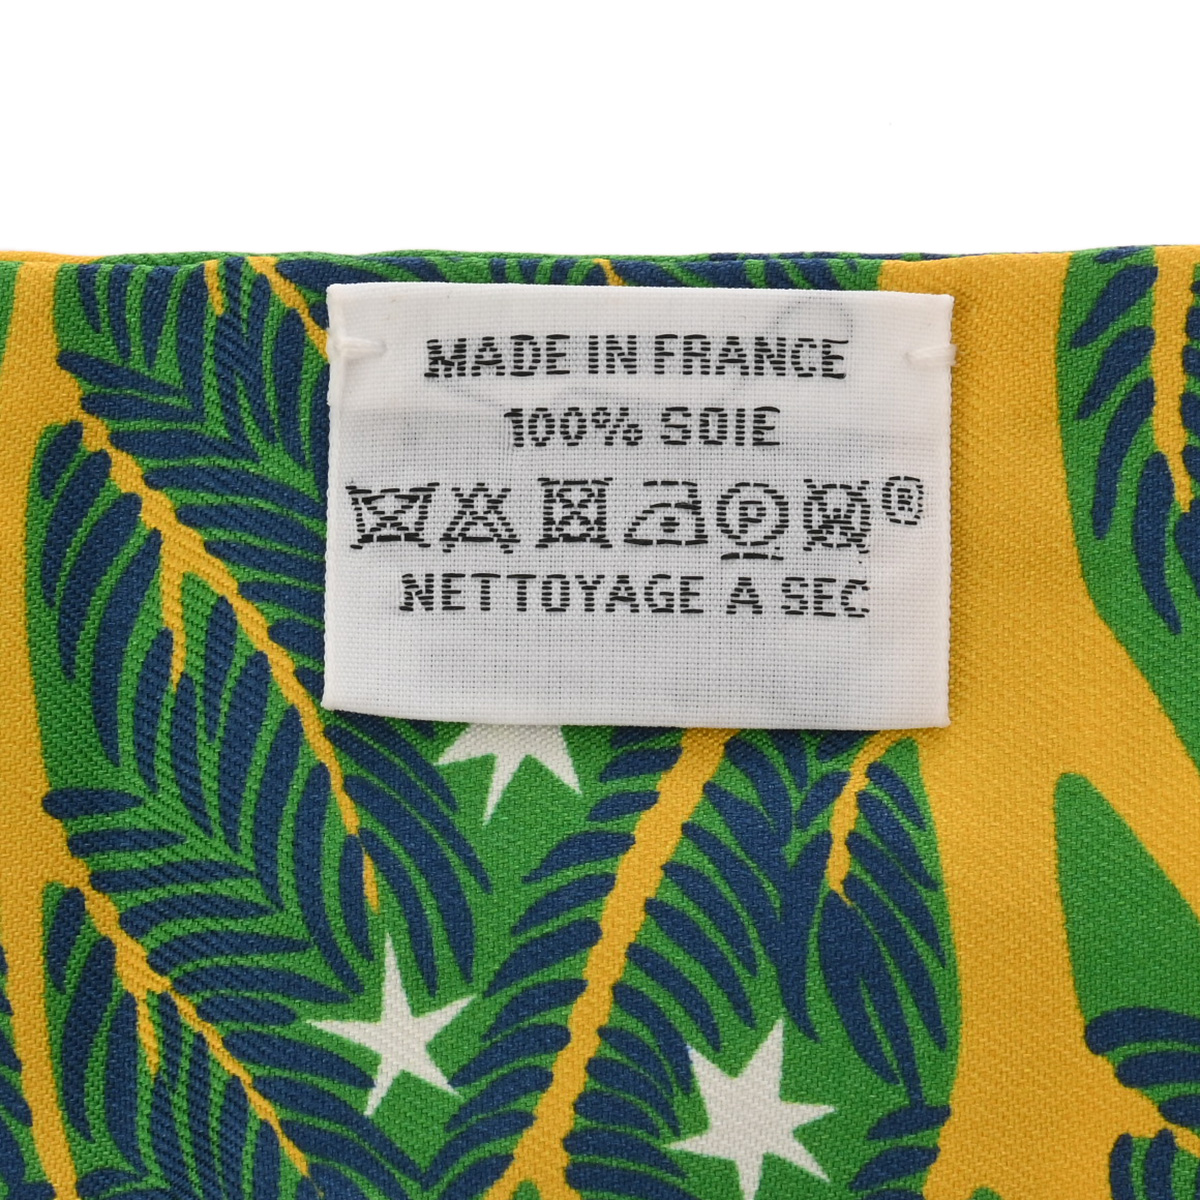 MADE IN FRANCE
100% SOIE
P W ®
NETTOYAGE A SEC